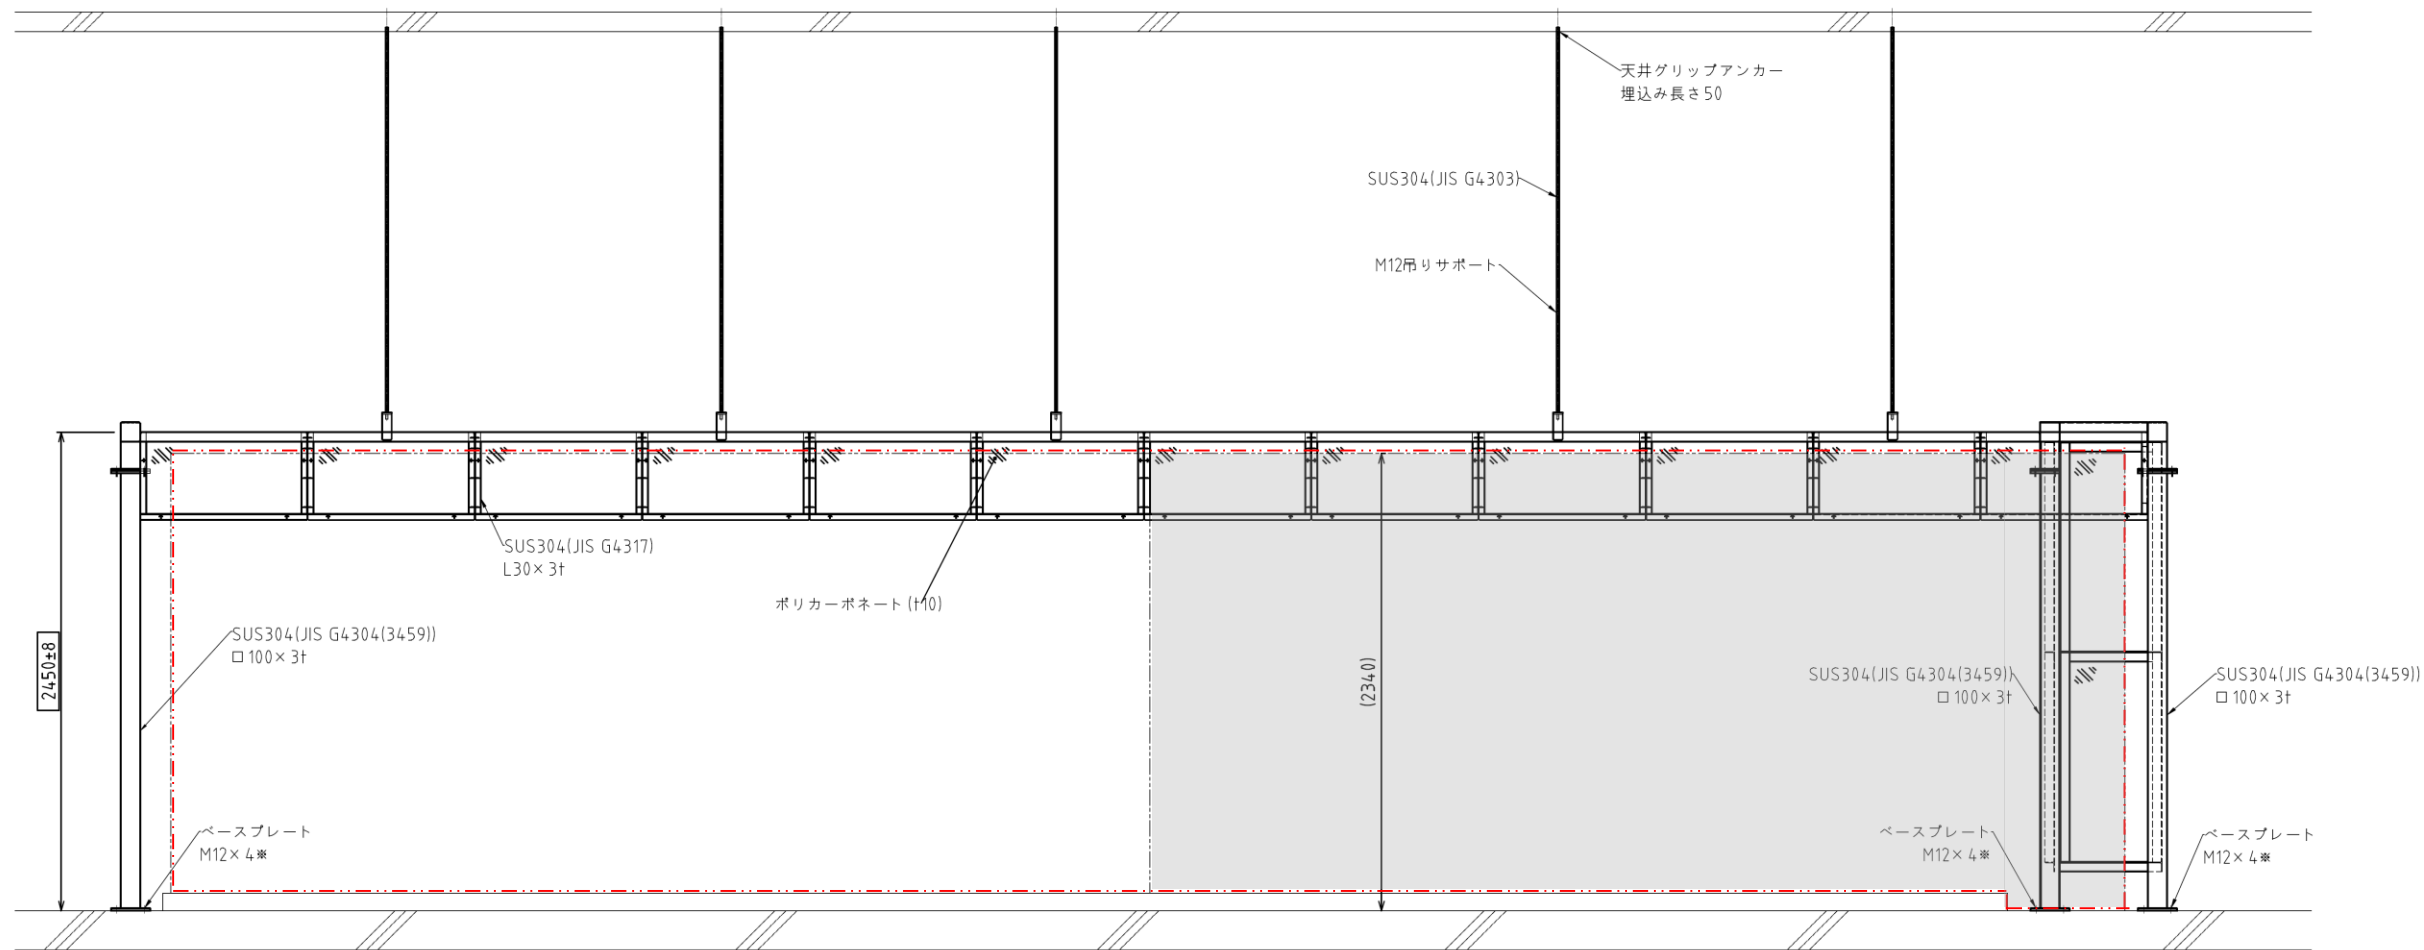 天井グリップアンカー
埋込み長さ50
SUS304(JIS G4303)
M12吊りサポート
SUS304(JIS G4317)
L30×3t
ポリカーボネート(t10)
SUS304(JIS G4304(3459))
□100×3t
2450±8
(2340)
SUS304(JIS G4304(3459))
□100×3t
SUS304(JIS G4304(3459))
□100×3t
ベースプレート
M12×4※
ベースプレート
M12×4※
ベースプレート
M12×4※